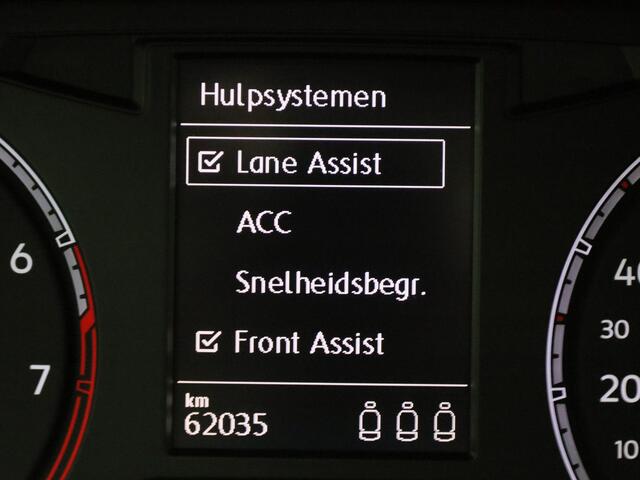 Hulpsystemen
Lane Assist
ACC
Snelheidsbegr.
Front Assist
km
62035
6
7
40
30
20
10